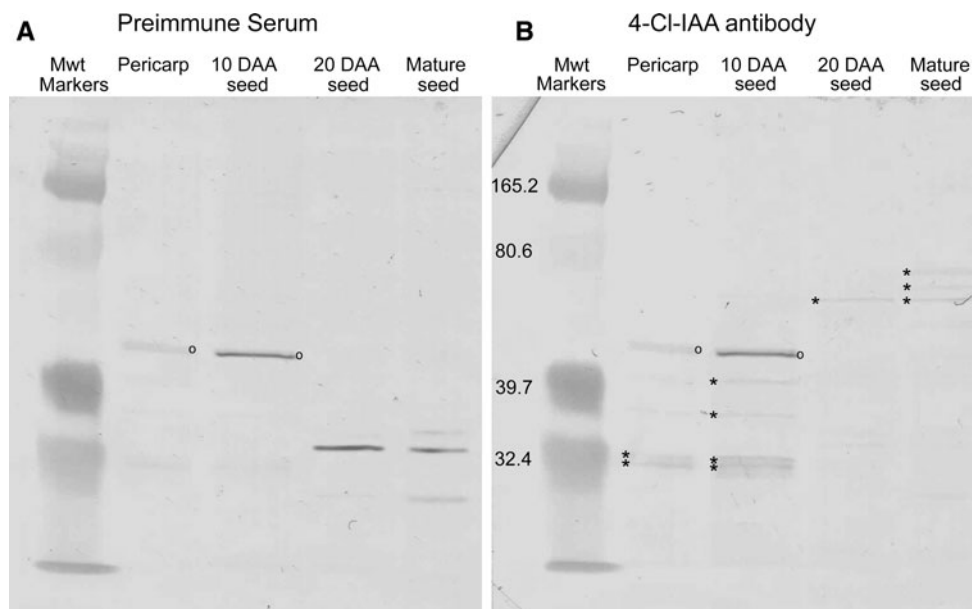 A Preimmune Serum
Mwt Markers Pericarp 10 DAA seed 20 DAA seed Mature seed
o
o
B 4-Cl-IAA antibody
Mwt Markers Pericarp 10 DAA seed 20 DAA seed Mature seed
165.2
80.6
*
*
* *
o
o
39.7 *
*
* *
32.4 * *